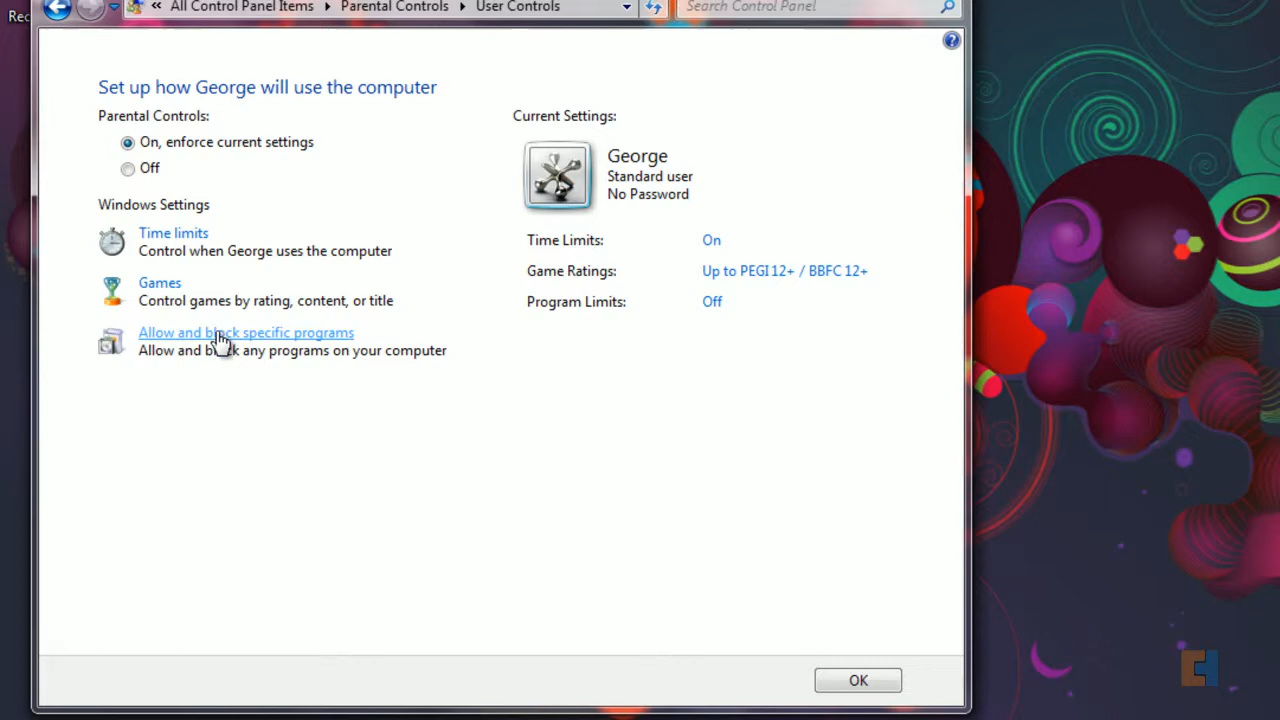 Rec
« All Control Panel Items Parental Controls User Controls
Search Control Panel
Set up how George will use the computer
Parental Controls:
On, enforce current settings
Off
Windows Settings
Time limits
Control when George uses the computer
Games
Control games by rating, content, or title
Allow and block specific programs
Allow and block any programs on your computer
Current Settings:
George
Standard user
No Password
Time Limits: On
Game Ratings: Up to PEGI 12+ / BBFC 12+
Program Limits: Off
OK